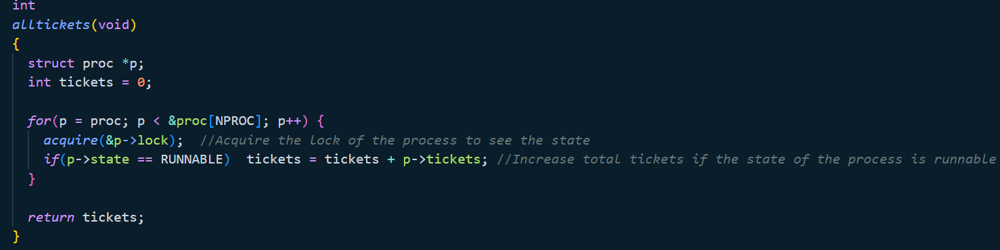 int
alltickets(void)
{
  struct proc *p;
  int tickets = 0;

  for(p = proc; p < &proc[NPROC]; p++) {
    acquire(&p->lock);  //Acquire the lock of the process to see the state
    if(p->state == RUNNABLE)  tickets = tickets + p->tickets; //Increase total tickets if the state of the process is runnable
  }

  return tickets;
}